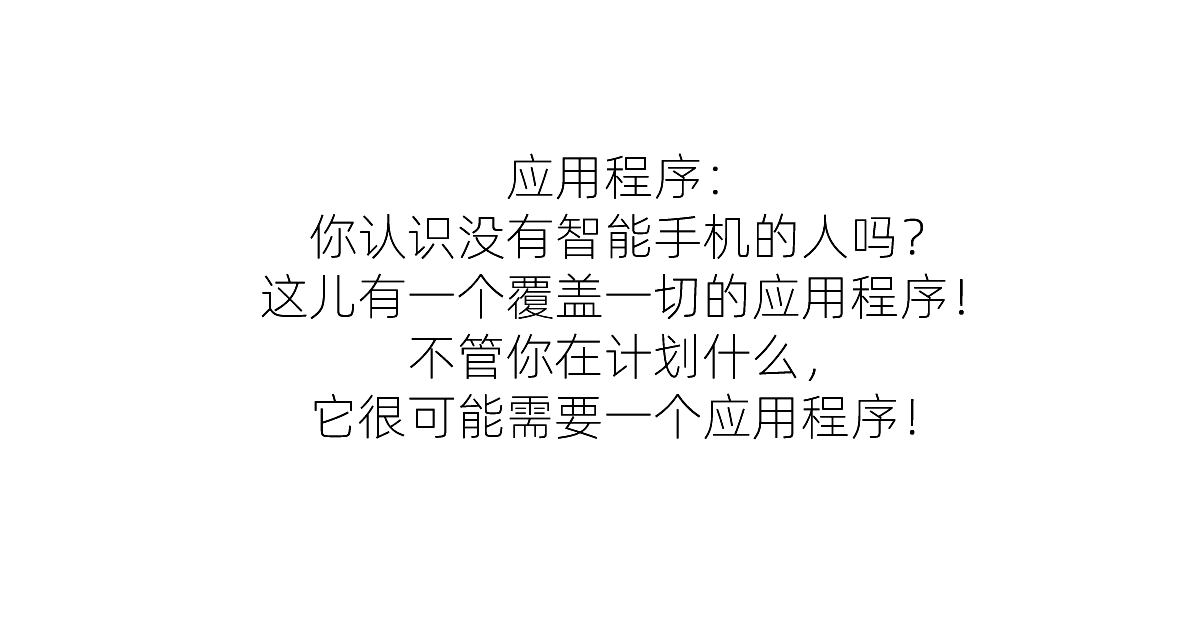 应用程序：
你认识没有智能手机的人吗？
这儿有一个覆盖一切的应用程序！
不管你在计划什么，
它很可能需要一个应用程序！